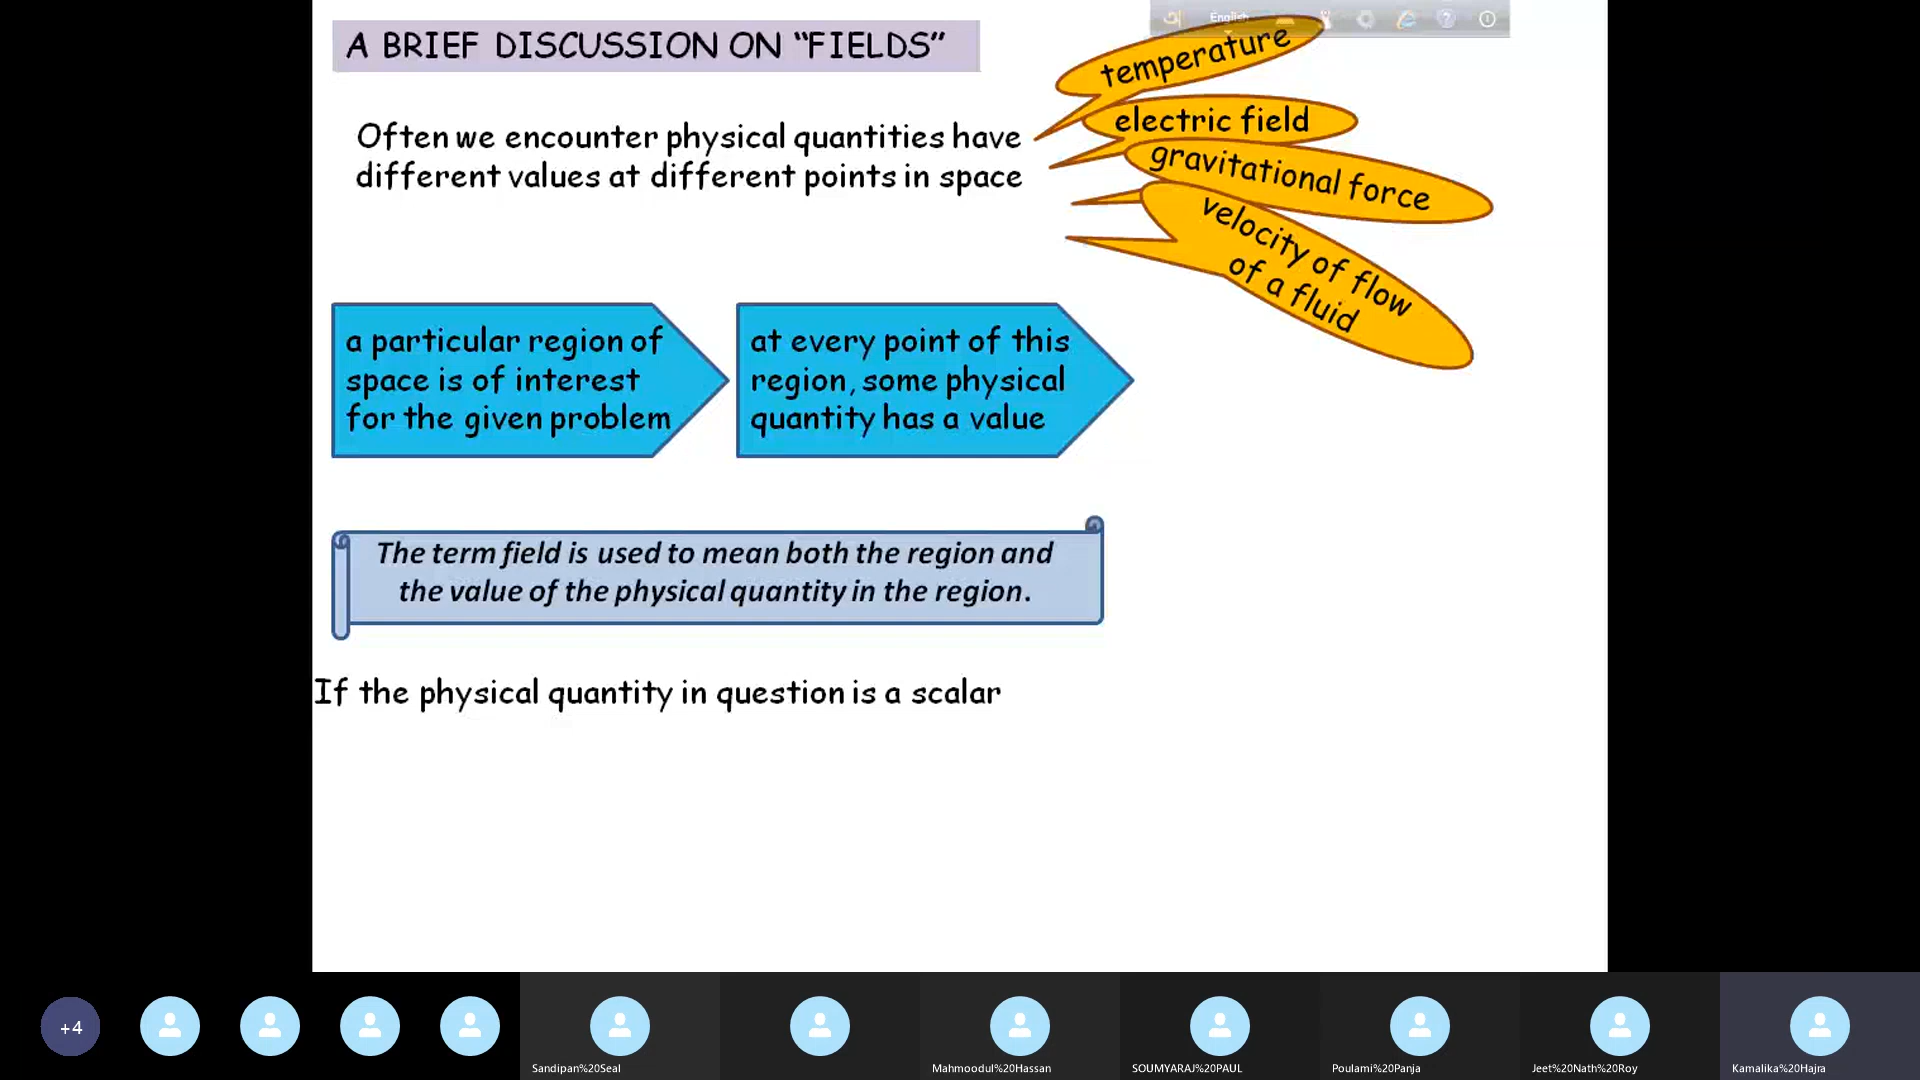 English
A BRIEF DISCUSSION ON “FIELDS”
temperature
electric field
gravitational force
velocity of flow
of a fluid
Often we encounter physical quantities have
different values at different points in space
a particular region of
space is of interest
for the given problem
at every point of this
region, some physical
quantity has a value
The term field is used to mean both the region and
the value of the physical quantity in the region.
If the physical quantity in question is a scalar
+4
Sandipan%20Seal
Mahmoodul%20Hassan
SOUMYARAJ%20PAUL
Poulami%20Panja
Jeet%20Nath%20Roy
Kamalika%20Hajra